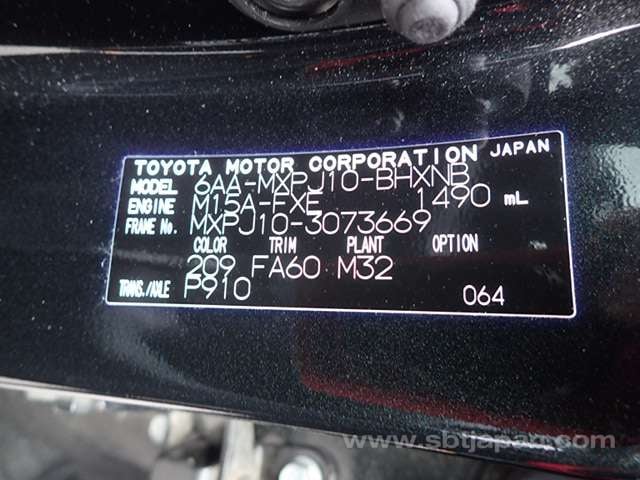 TOYOTA MOTOR CORPORATION JAPAN
MODEL 6AA-MXPJ10-BHXNB
ENGINE M15A-FXE 1490 mL
FRAME No. MXPJ10-3073669
COLOR TRIM PLANT OPTION
209 FA60 M32
TRANS./AXLE P910 064
www.sbtjapan.com